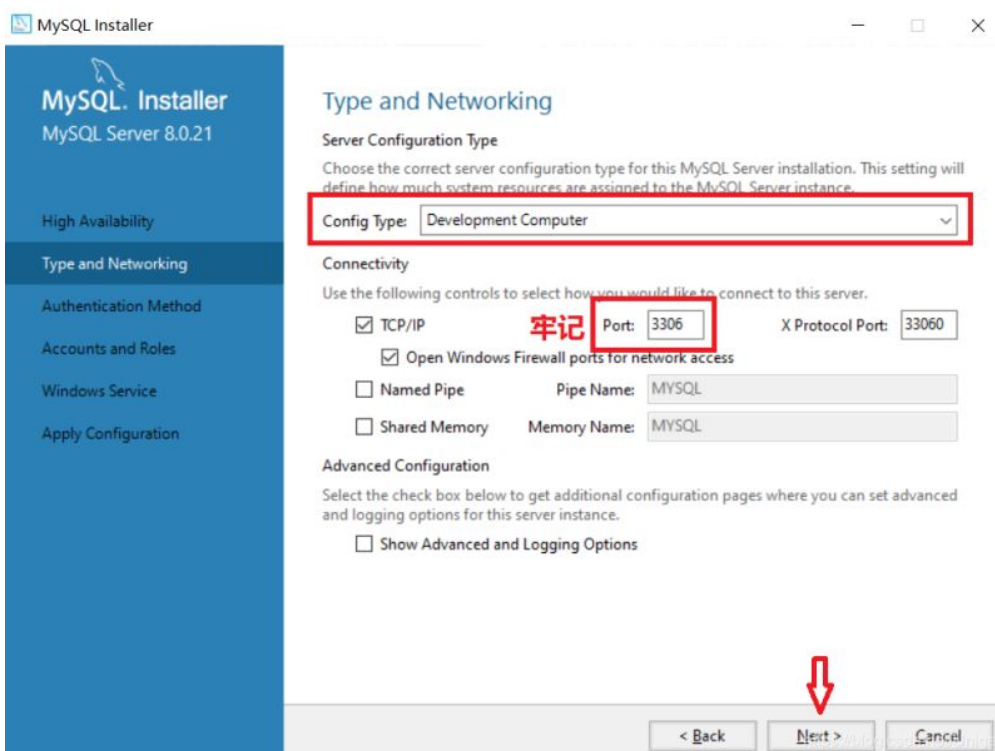 MySQL Installer
MySQL. Installer
MySQL Server 8.0.21
High Availability
Type and Networking
Authentication Method
Accounts and Roles
Windows Service
Apply Configuration
Type and Networking
Server Configuration Type
Choose the correct server configuration type for this MySQL Server installation. This setting will
define how much system resources are assigned to the MySQL Server instance.
Config Type: Development Computer
Connectivity
Use the following controls to select how you would like to connect to this server.
TCP/IP 牢记 Port: 3306 X Protocol Port: 33060
Open Windows Firewall ports for network access
Named Pipe Pipe Name: MYSQL
Shared Memory Memory Name: MYSQL
Advanced Configuration
Select the check box below to get additional configuration pages where you can set advanced
and logging options for this server instance.
Show Advanced and Logging Options
< Back Next > Cancel